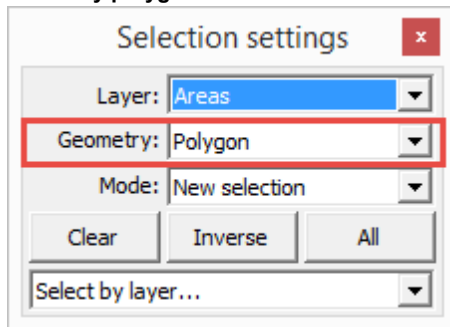 Selection settings x
Layer: Areas
Geometry: Polygon
Mode: New selection
Clear Inverse All
Select by layer...